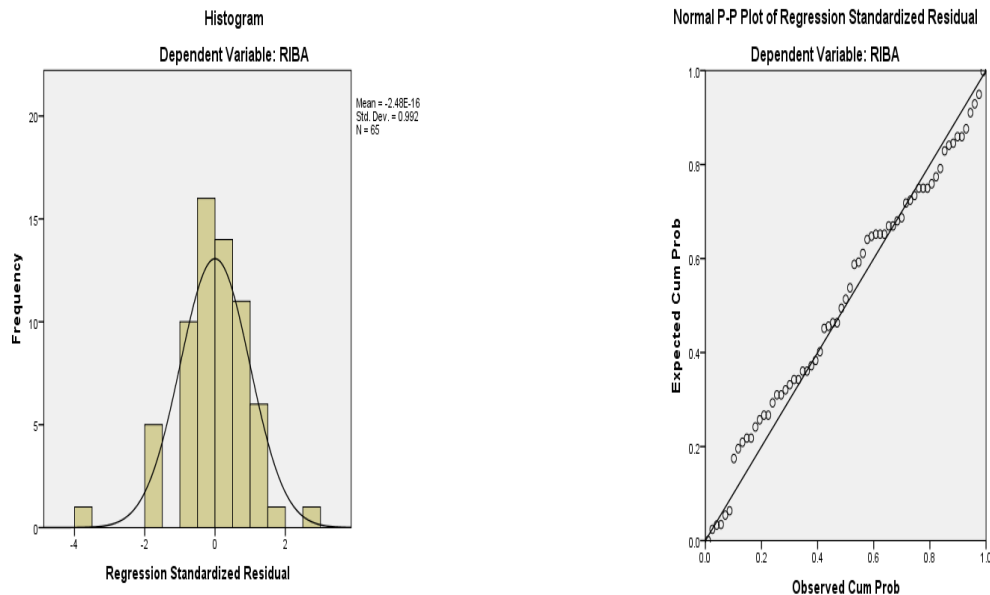 Histogram
Dependent Variable: RIBA
Mean = -2.48E-16
Std. Dev. = 0.992
N = 65
20
15
10
5
0
Frequency
-4
-2
0
2
Regression Standardized Residual
Normal P-P Plot of Regression Standardized Residual
Dependent Variable: RIBA
1.0
0.8
0.6
0.4
0.2
0.0
Expected Cum Prob
0.0
0.2
0.4
0.6
0.8
1.0
Observed Cum Prob